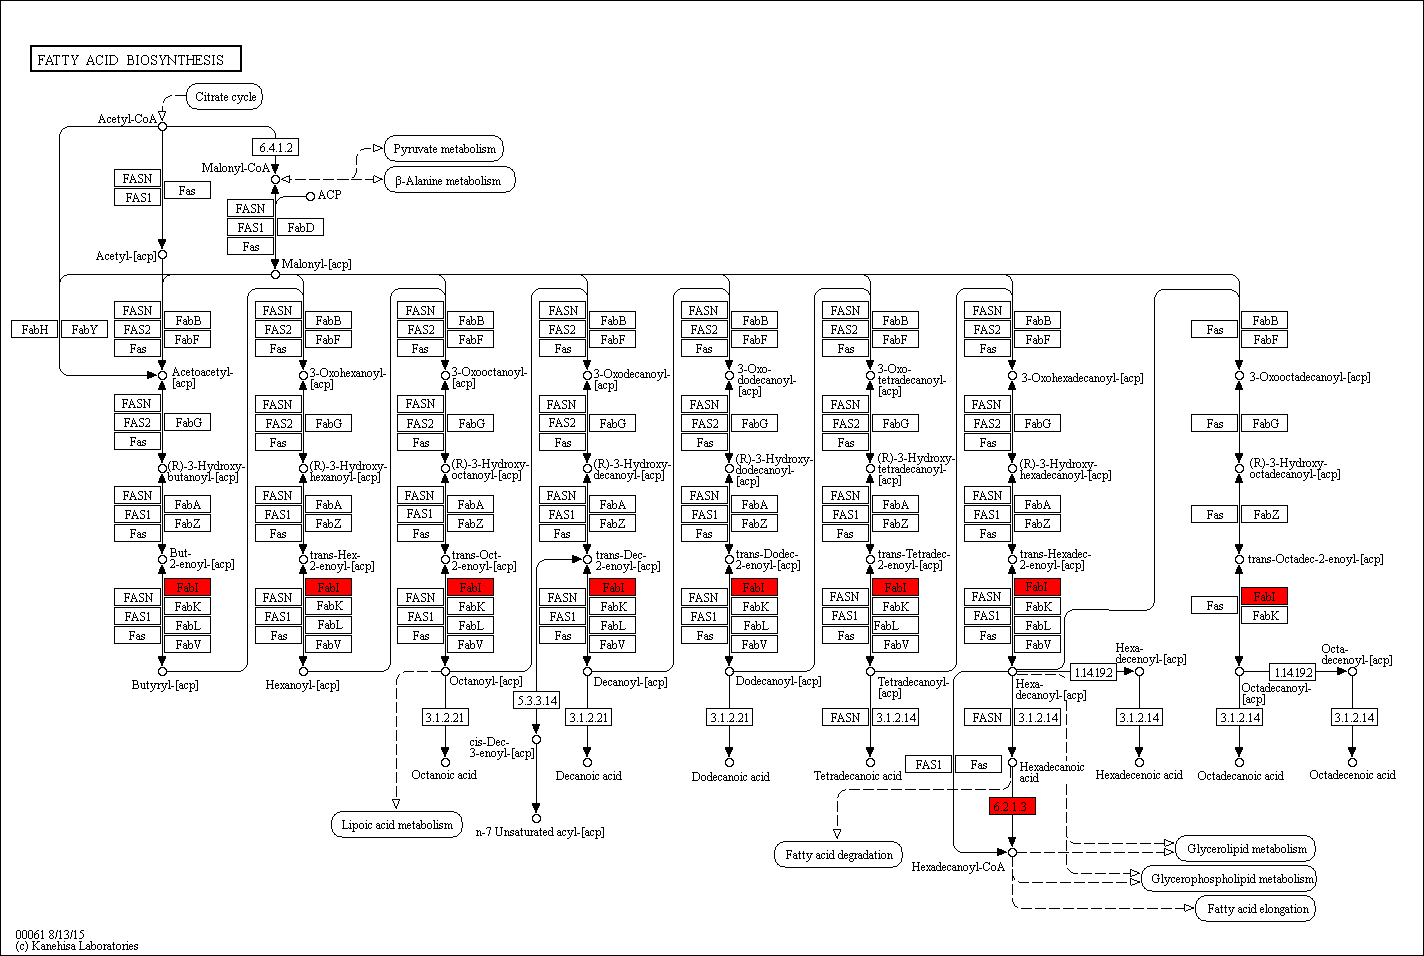 FATTY ACID BIOSYNTHESIS
Citrate cycle
Acetyl-CoA
6.4.1.2
Pyruvate metabolism
Malonyl-CoA
β-Alanine metabolism
FASN
Fas
FAS1
ACP
FASN
FAS1 FabD
Fas
Acetyl-[acp]
Malonyl-[acp]
FASN FASN FASN FASN FASN FASN FASN
FabB FabB FabB FabB FabB FabB FabB FabB
FabH FabY FAS2 FAS2 FAS2 FAS2 FAS2 FAS2 FAS2 Fas
FabF FabF FabF FabF FabF FabF FabF FabF
Fas Fas Fas Fas Fas Fas Fas
Acetoacetyl-
[acp]
3-Oxohexanoyl-
[acp]
3-Oxooctanoyl-
[acp]
3-Oxodecanoyl-
[acp]
3-Oxo-
dodecanoyl-
[acp]
3-Oxo-
tetradecanoyl-
[acp]
3-Oxohexadecanoyl-[acp]
3-Oxooctadecanoyl-[acp]
FASN FASN FASN FASN FASN FASN FASN
FAS2 FabG FAS2 FabG FAS2 FabG FAS2 FabG FAS2 FabG FAS2 FabG FAS2 FabG Fas FabG
Fas Fas Fas Fas Fas Fas Fas
(R)-3-Hydroxy-
butanoyl-[acp]
(R)-3-Hydroxy-
hexanoyl-[acp]
(R)-3-Hydroxy-
octanoyl-[acp]
(R)-3-Hydroxy-
decanoyl-[acp]
(R)-3-Hydroxy-
dodecanoyl-
[acp]
(R)-3-Hydroxy-
tetradecanoyl-
[acp]
(R)-3-Hydroxy-
hexadecanoyl-[acp]
(R)-3-Hydroxy-
octadecanoyl-[acp]
FASN FASN FASN FASN FASN FASN FASN
FabA FabA FabA FabA FabA FabA FabA
FAS1 FAS1 FAS1 FAS1 FAS1 FAS1 FAS1 Fas FabZ
FabZ FabZ FabZ FabZ FabZ FabZ FabZ
Fas Fas Fas Fas Fas Fas Fas
But-
2-enoyl-[acp]
trans-Hex-
2-enoyl-[acp]
trans-Oct-
2-enoyl-[acp]
trans-Dec-
2-enoyl-[acp]
trans-Dodec-
2-enoyl-[acp]
trans-Tetradec-
2-enoyl-[acp]
trans-Hexadec-
2-enoyl-[acp]
trans-Octadec-2-enoyl-[acp]
FabI FabI FabI FabI FabI FabI FabI FabI
FASN FASN FASN FASN FASN FASN FASN
FabK FabK FabK FabK FabK FabK FabK Fas FabK
FAS1 FAS1 FAS1 FAS1 FAS1 FAS1 FAS1
FabL FabL FabL FabL FabL FabL FabL
Fas Fas Fas Fas Fas Fas Fas
FabV FabV FabV FabV FabV FabV FabV
Butyryl-[acp]
Hexanoyl-[acp]
Octanoyl-[acp]
Decanoyl-[acp]
Dodecanoyl-[acp]
Tetradecanoyl-
[acp]
Hexa-
decanoyl-[acp]
1.14.19.2
Hexa-
decenoyl-[acp]
Octadecanoyl-
[acp]
1.14.19.2
Octa-
decenoyl-[acp]
5.3.3.14
3.1.2.21 3.1.2.21 3.1.2.21 FASN 3.1.2.14 FASN 3.1.2.14 3.1.2.14 3.1.2.14 3.1.2.14
cis-Dec-
3-enoyl-[acp]
FAS1 Fas
Octanoic acid
Decanoic acid
Dodecanoic acid
Tetradecanoic acid
Hexadecanoic
acid
Hexadecenoic acid
Octadecanoic acid
Octadecenoic acid
6.2.1.3
Lipoic acid metabolism
n-7 Unsaturated acyl-[acp]
Fatty acid degradation
Hexadecanoyl-CoA
Glycerolipid metabolism
Glycerophospholipid metabolism
Fatty acid elongation
00061 8/13/15
(c) Kanehisa Laboratories